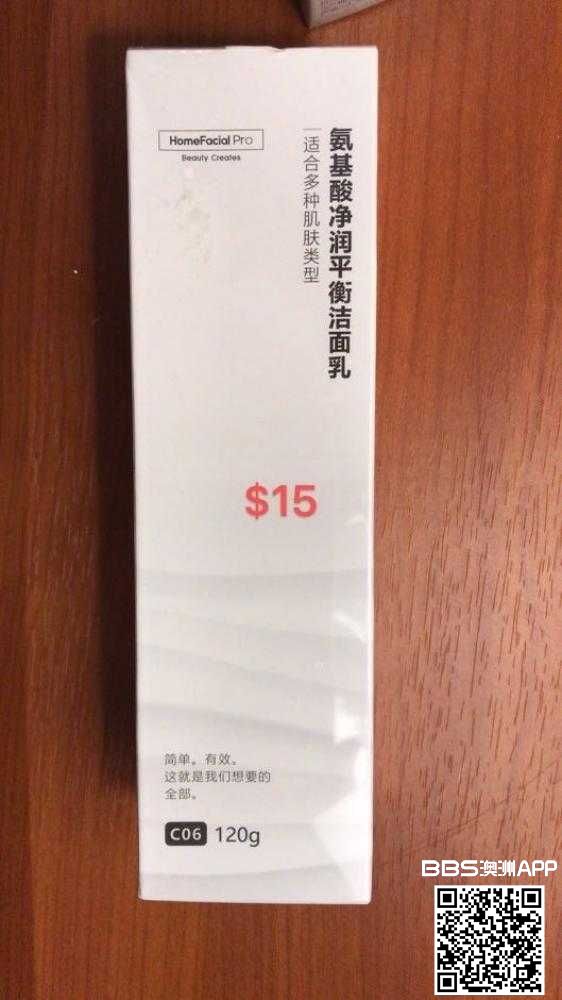 HomeFacial Pro
Beauty Creates
氨基酸净润平衡洁面乳
适合多种肌肤类型
$15
简单。有效。
这就是我们想要的
全部。
C06 120g
BBS澳洲APP